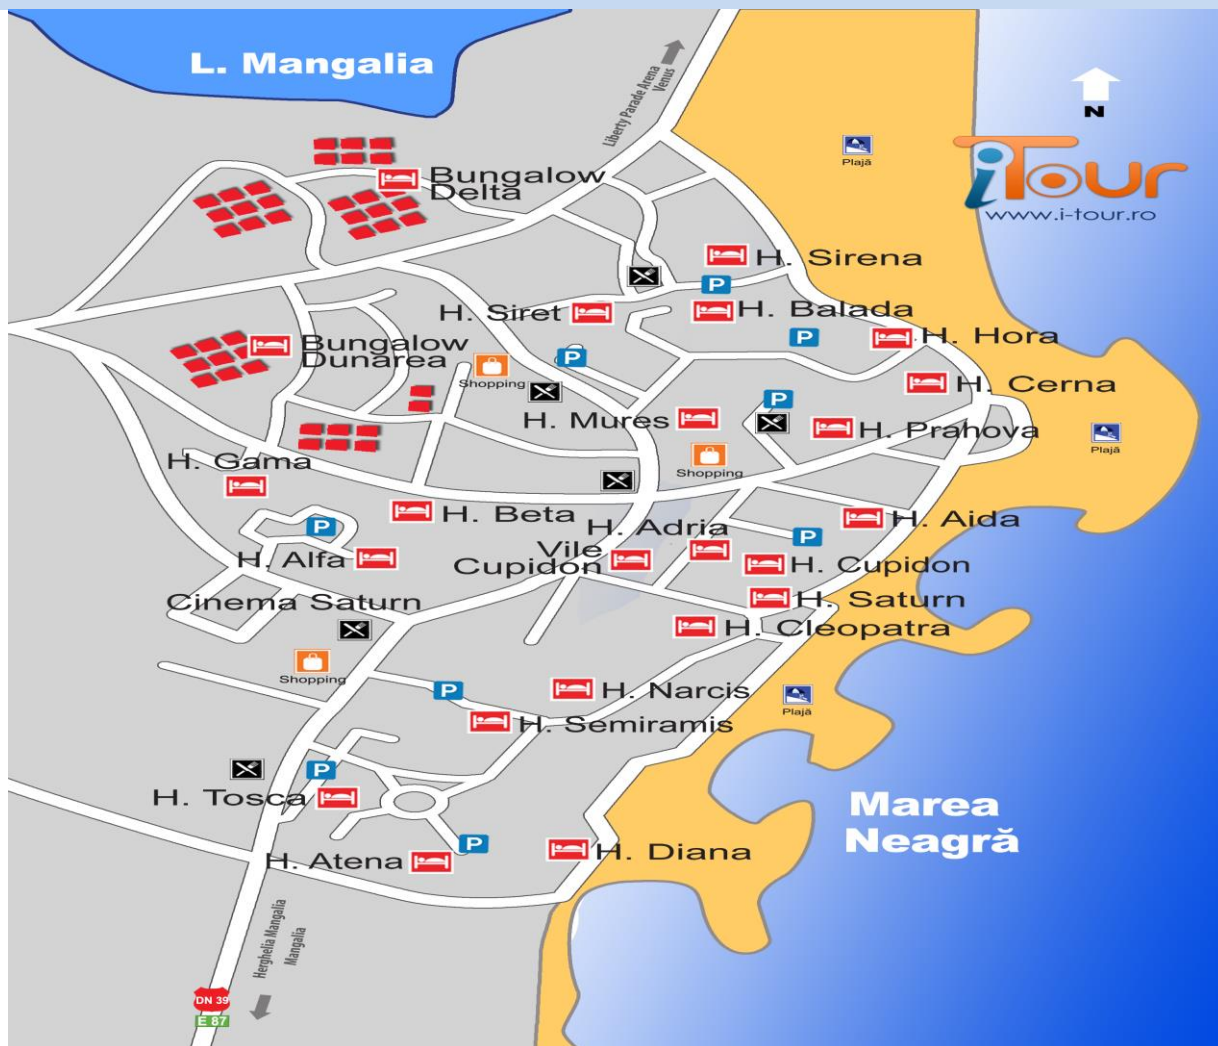 L. Mangalia
Liberty Parade Arena
Venus
N
Plajă
iTour
www.i-tour.ro
Bungalow
Delta
H. Sirena
P
H. Siret
H. Balada
P
H. Hora
Bungalow
Dunarea
P
Shopping
H. Cerna
P
H. Mures
H. Prahova
Plajă
H. Gama
Shopping
H. Beta
P
H. Adria
H. Aida
P
H. Alfa
Vile
Cupidon
H. Cupidon
Cinema Saturn
H. Saturn
H. Cleopatra
Shopping
P
H. Narcis
Plajă
H. Semiramis
P
H. Tosca
Marea
Neagră
P
H. Atena
H. Diana
Herghelia Mangalia
Mangalia
DN 39
E 87